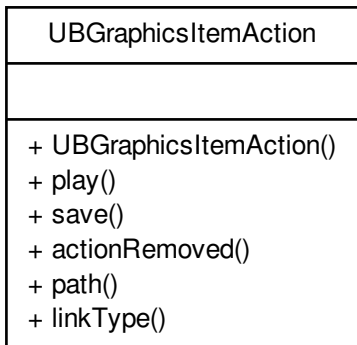 UBGraphicsItemAction
+ UBGraphicsItemAction()
+ play()
+ save()
+ actionRemoved()
+ path()
+ linkType()